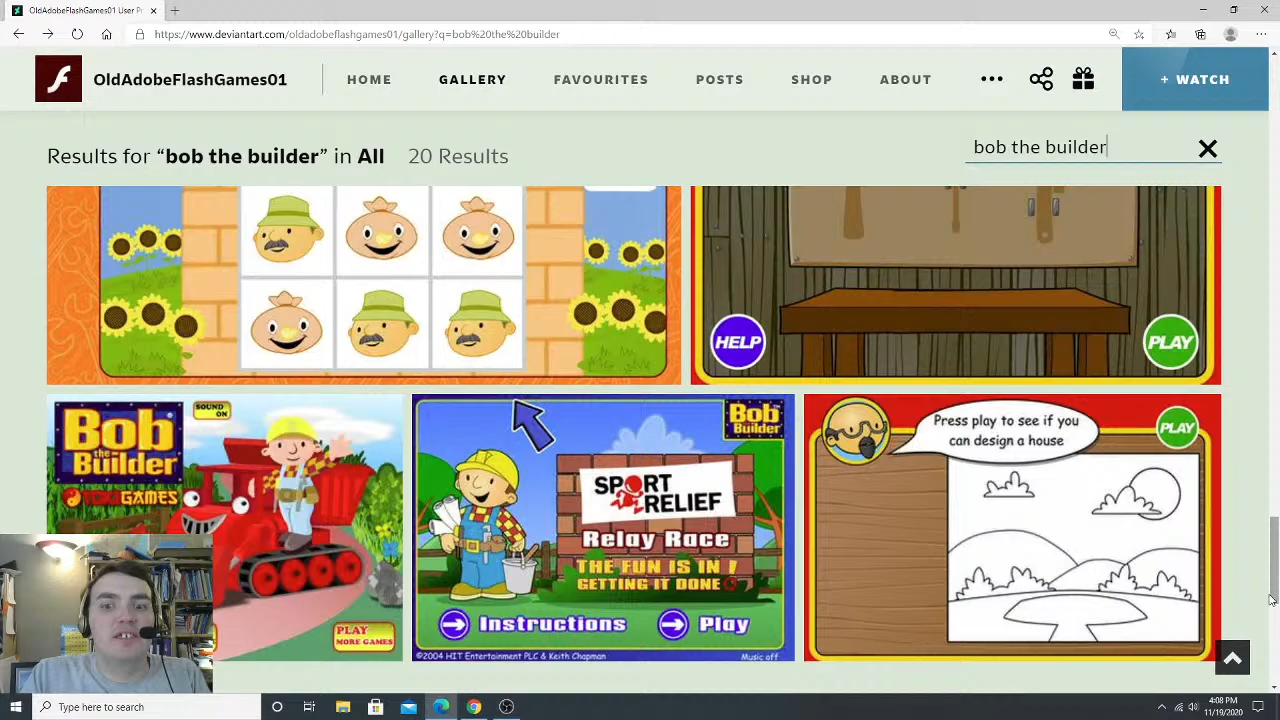 Old Adobe Flash Games01 User Pr
https://www.deviantart.com/oldadobeflashgames01/gallery?q=bob%20the%20builder
OldAdobeFlashGames01
HOME
GALLERY
FAVOURITES
POSTS
SHOP
ABOUT
+ WATCH
Results for “bob the builder” in All 20 Results
bob the builder
HELP
PLAY
Bob
the
Builder
SOUND
ON
GAMES
PLAY
MORE GAMES
Bob
the
Builder
SPORT
RELIEF
Relay Race
THE FUN IS IN!
GETTING IT DONE
Instructions
Play
©2004 HIT Entertainment PLC & Keith Chapman
Music off
Press play to see if you
can design a house
PLAY
Type here to search
4:08 PM
11/19/2020